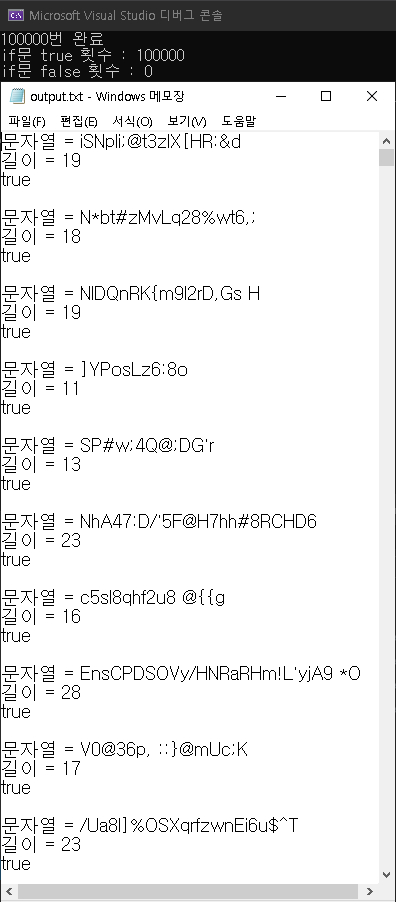 Microsoft Visual Studio 디버그 콘솔
100000번 완료
if문 true 횟수 : 100000
if문 false 횟수 : 0
output.txt - Windows 메모장
파일(F) 편집(E) 서식(O) 보기(V) 도움말
문자열 = iSNpli;@t3zlX[HR:&d
길이 = 19
true
문자열 = N*bt#zMvLq28%wt6,;
길이 = 18
true
문자열 = NIDQnRK{m9l2rD,Gs H
길이 = 19
true
문자열 = ]YPosLz6:8o
길이 = 11
true
문자열 = SP#w;4Q@;DG'r
길이 = 13
true
문자열 = NhA47:D/'5F@H7hh#8RCHD6
길이 = 23
true
문자열 = c5sl8qhf2u8 @{{g
길이 = 16
true
문자열 = EnsCPDSOVy/HNRaRHm!L'yjA9 *O
길이 = 28
true
문자열 = V0@36p, ::}@mUc;K
길이 = 17
true
문자열 = /Ua8l]%OSXqrfzwnEi6u$^T
길이 = 23
true